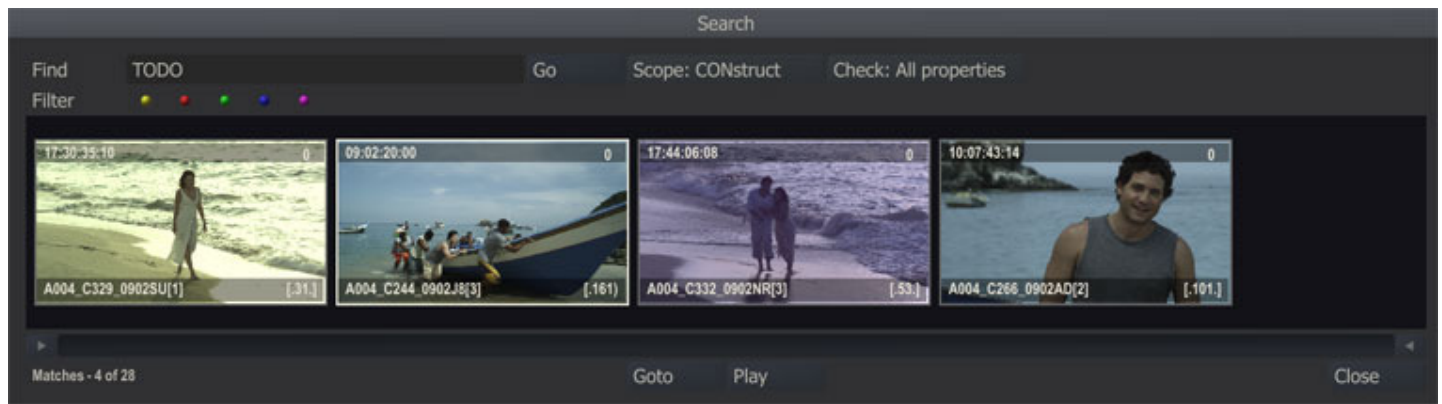 Search
Find TODO Go Scope: CONstruct Check: All properties
Filter
17:30:35:10 0 09:02:20:00 0 17:44:06:08 0 10:07:43:14 0
A004_C329_0902SU[1] [.31.] A004_C244_0902J8[3] [.161) A004_C332_0902NR[3] [.53.] A004_C266_0902AD[2] [.101.]
Matches - 4 of 28 Goto Play Close